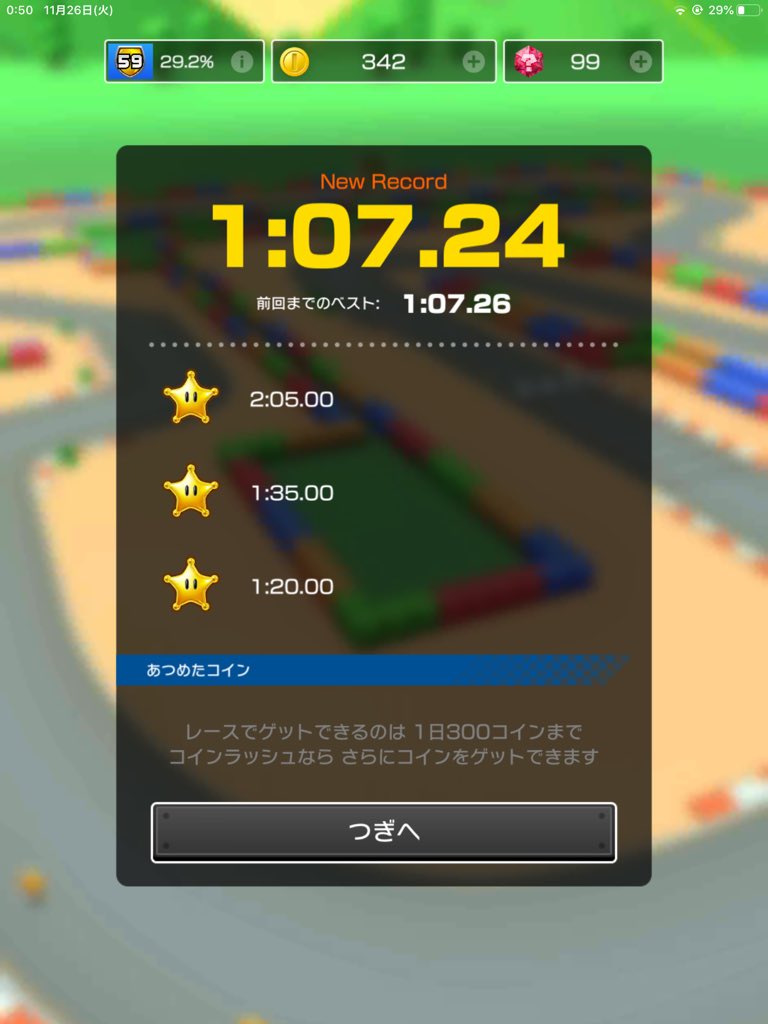 0:50 11月26日(火)
29%
59 29.2% i
342 +
99 +
New Record
1:07.24
前回までのベスト: 1:07.26
2:05.00
1:35.00
1:20.00
あつめたコイン
レースでゲットできるのは 1日300コインまで
コインラッシュなら さらにコインをゲットできます
つぎへ